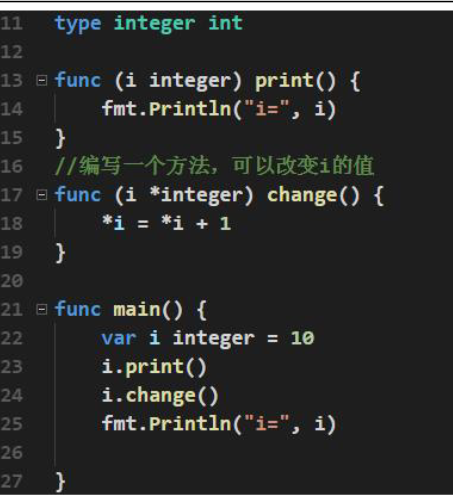 11 type integer int
12
13 func (i integer) print() {
14     fmt.Println("i=", i)
15 }
16 //编写一个方法，可以改变i的值
17 func (i *integer) change() {
18     *i = *i + 1
19 }
20
21 func main() {
22     var i integer = 10
23     i.print()
24     i.change()
25     fmt.Println("i=", i)
26
27 }